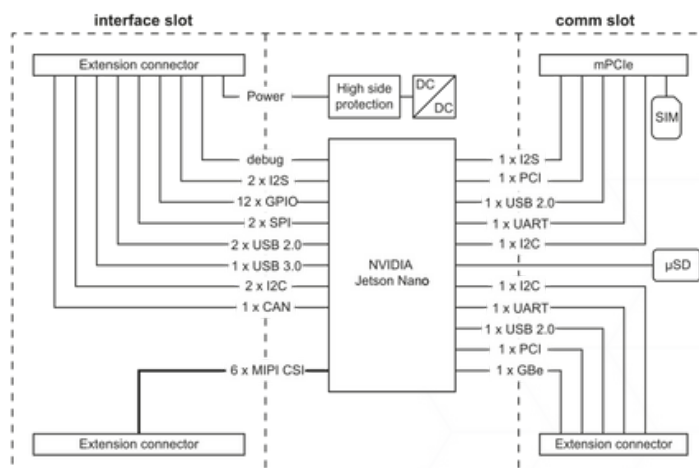 interface slot
comm slot
Extension connector
mPCIe
Power
High side
protection
DC
DC
SIM
debug
2 x I2S
12 x GPIO
2 x SPI
2 x USB 2.0
1 x USB 3.0
2 x I2C
1 x CAN
6 x MIPI CSI
NVIDIA
Jetson Nano
1 x I2S
1 x PCI
1 x USB 2.0
1 x UART
1 x I2C
µSD
1 x I2C
1 x UART
1 x USB 2.0
1 x PCI
1 x GBe
Extension connector
Extension connector